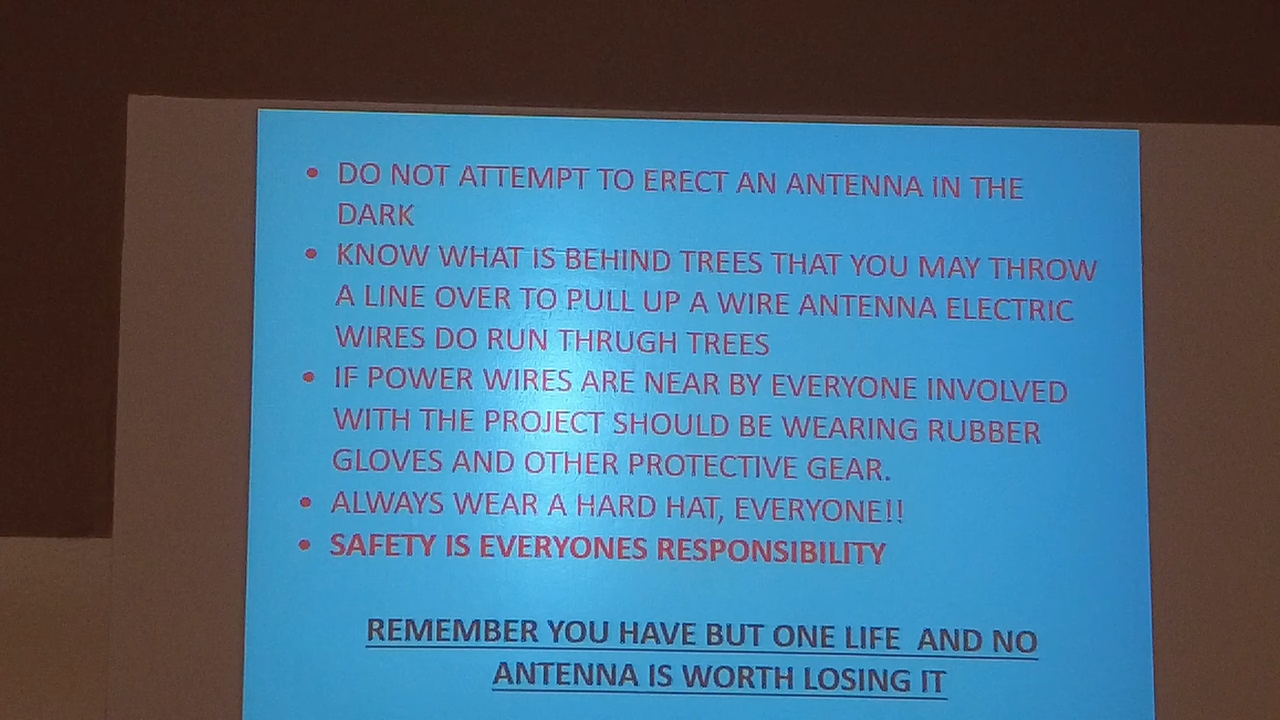 • DO NOT ATTEMPT TO ERECT AN ANTENNA IN THE
DARK
• KNOW WHAT IS BEHIND TREES THAT YOU MAY THROW
A LINE OVER TO PULL UP A WIRE ANTENNA ELECTRIC
WIRES DO RUN THRUGH TREES
• IF POWER WIRES ARE NEAR BY EVERYONE INVOLVED
WITH THE PROJECT SHOULD BE WEARING RUBBER
GLOVES AND OTHER PROTECTIVE GEAR.
• ALWAYS WEAR A HARD HAT, EVERYONE!!
• SAFETY IS EVERYONES RESPONSIBILITY
REMEMBER YOU HAVE BUT ONE LIFE AND NO
ANTENNA IS WORTH LOSING IT